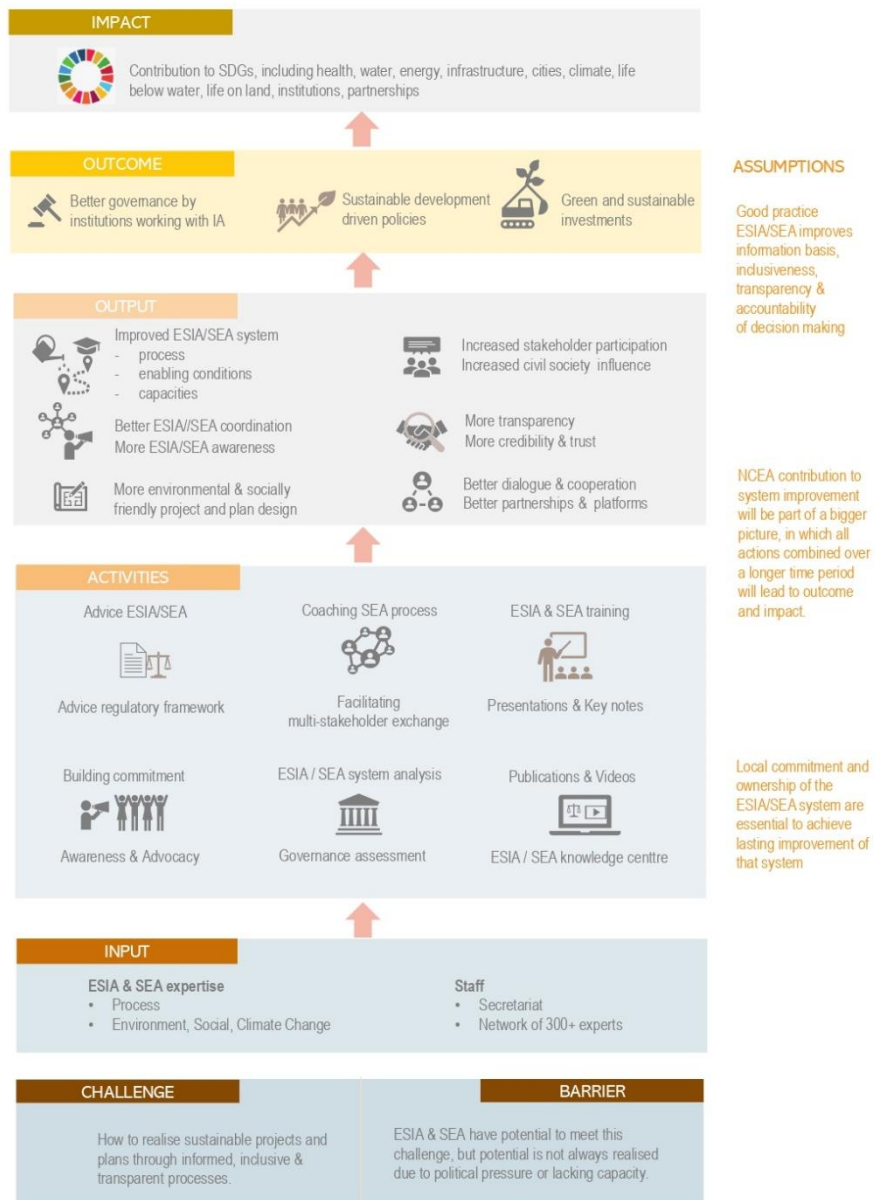 IMPACT
Contribution to SDGs, including health, water, energy, infrastructure, cities, climate, life
below water, life on land, institutions, partnerships
OUTCOME
Better governance by
institutions working with IA
Sustainable development
driven policies
Green and sustainable
investments
OUTPUT
Improved ESIA/SEA system
- process
- enabling conditions
- capacities
Increased stakeholder participation
Increased civil society influence
Better ESIA//SEA coordination
More ESIA/SEA awareness
More transparency
More credibility & trust
More environmental & socially
friendly project and plan design
Better dialogue & cooperation
Better partnerships & platforms
ACTIVITIES
Advice ESIA/SEA
Coaching SEA process
ESIA & SEA training
Advice regulatory framework
Facilitating
multi-stakeholder exchange
Presentations & Key notes
Building commitment
ESIA / SEA system analysis
Publications & Videos
Awareness & Advocacy
Governance assessment
ESIA / SEA knowledge centtre
INPUT
ESIA & SEA expertise
• Process
• Environment, Social, Climate Change
Staff
• Secretariat
• Network of 300+ experts
CHALLENGE
How to realise sustainable projects and
plans through informed, inclusive &
transparent processes.
BARRIER
ESIA & SEA have potential to meet this
challenge, but potential is not always realised
due to political pressure or lacking capacity.
ASSUMPTIONS
Good practice
ESIA/SEA improves
information basis,
inclusiveness,
transparency &
accountability
of decision making
NCEA contribution to
system improvement
will be part of a bigger
picture, in which all
actions combined over
a longer time period
will lead to outcome
and impact.
Local commitment and
ownership of the
ESIA/SEA system are
essential to achieve
lasting improvement of
that system